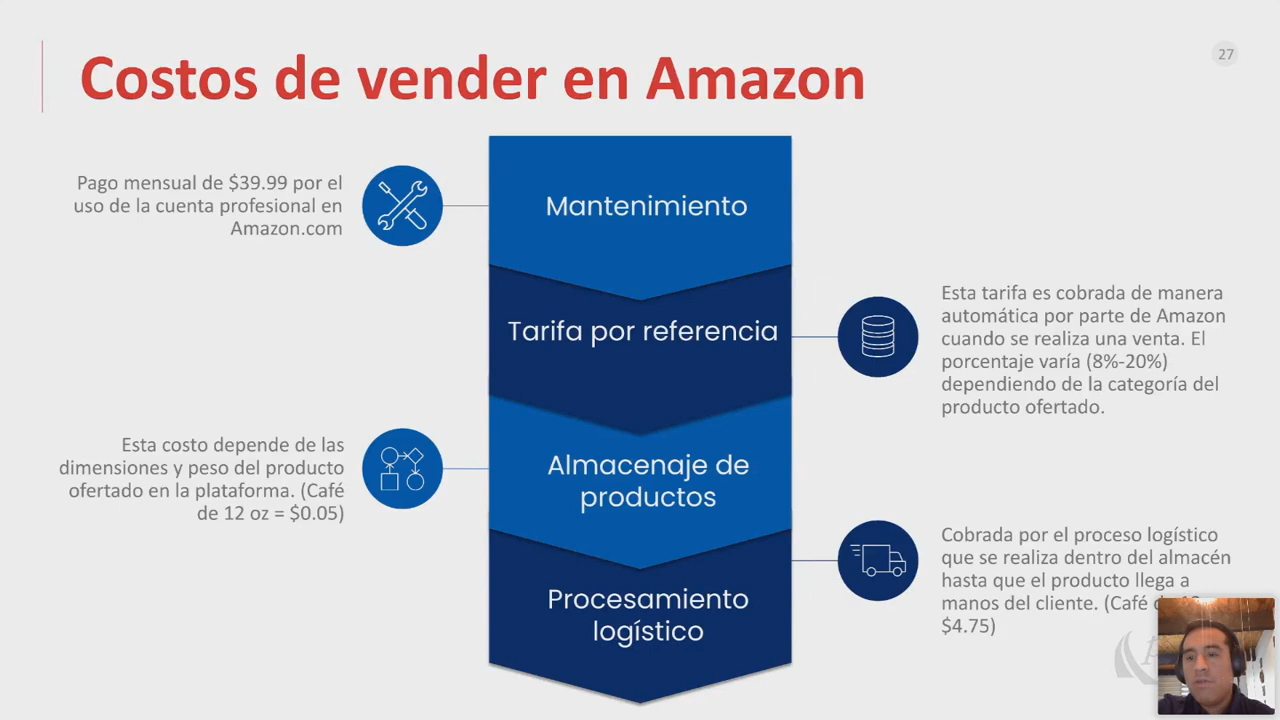 Costos de vender en Amazon
27
Pago mensual de $39.99 por el
uso de la cuenta profesional en
Amazon.com
Mantenimiento
Tarifa por referencia
Esta tarifa es cobrada de manera
automática por parte de Amazon
cuando se realiza una venta. El
porcentaje varía (8%-20%)
dependiendo de la categoría del
producto ofertado.
Esta costo depende de las
dimensiones y peso del producto
ofertado en la plataforma. (Café
de 12 oz = $0.05)
Almacenaje de
productos
Cobrada por el proceso logístico
que se realiza dentro del almacén
hasta que el producto llega a
manos del cliente. (Café
$4.75)
Procesamiento
logístico